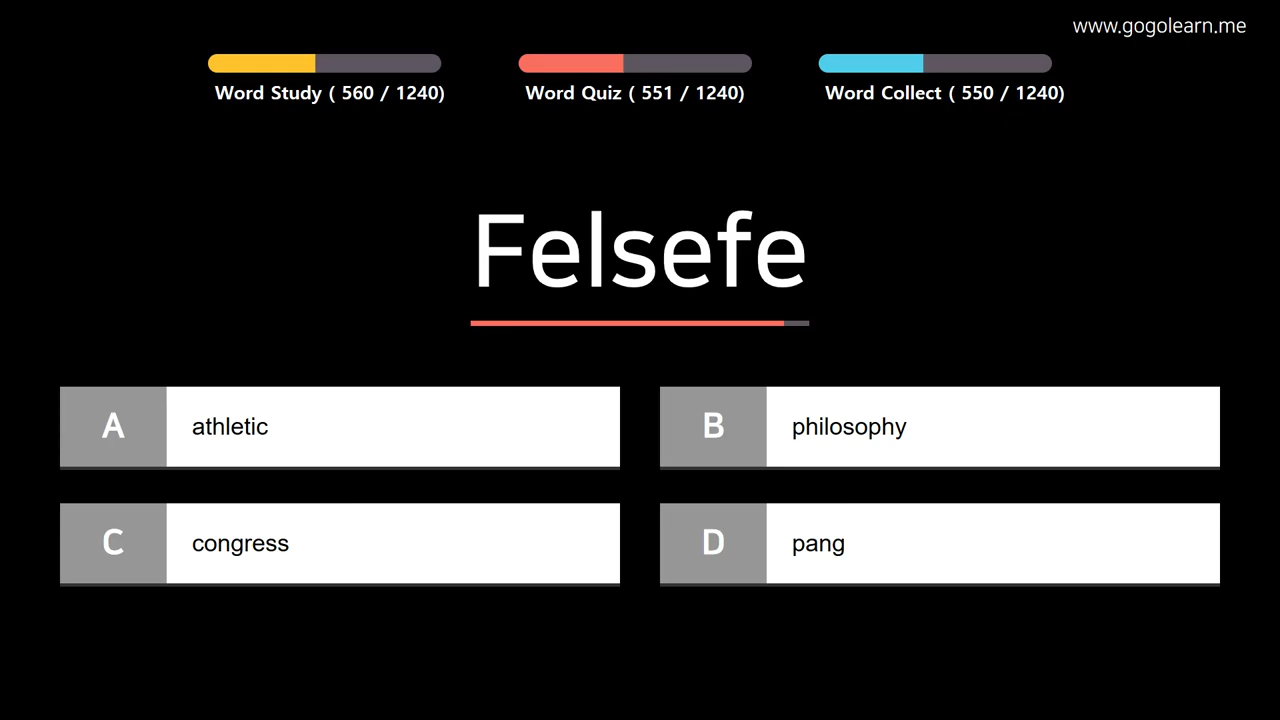 www.gogolearn.me
Word Study ( 560 / 1240)
Word Quiz ( 551 / 1240)
Word Collect ( 550 / 1240)
Felsefe
A
athletic
B
philosophy
C
congress
D
pang